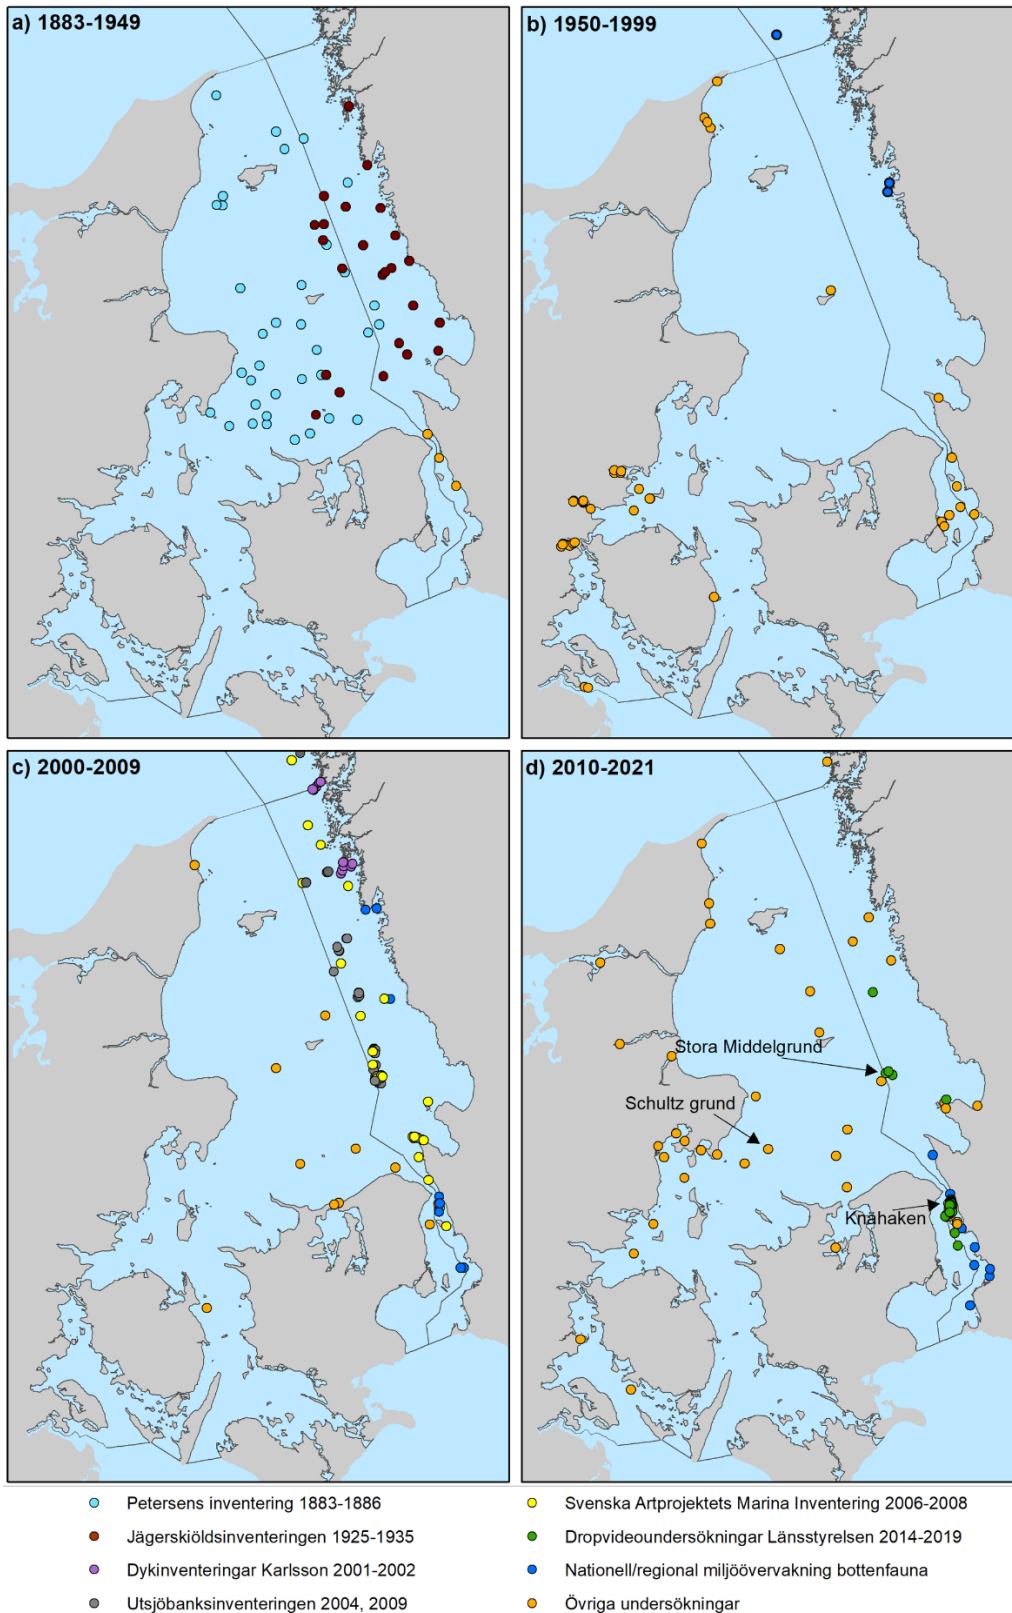 a) 1883-1949
b) 1950-1999
c) 2000-2009
d) 2010-2021
Stora Middelgrund
Schultz grund
Knähaken
Petersens inventering 1883-1886
Jägerskiöldsinventeringen 1925-1935
Dykinventeringar Karlsson 2001-2002
Utsjöbanksinventeringen 2004, 2009
Svenska Artprojektets Marina Inventering 2006-2008
Dropvideoundersökningar Länsstyrelsen 2014-2019
Nationell/regional miljöövervakning bottenfauna
Övriga undersökningar